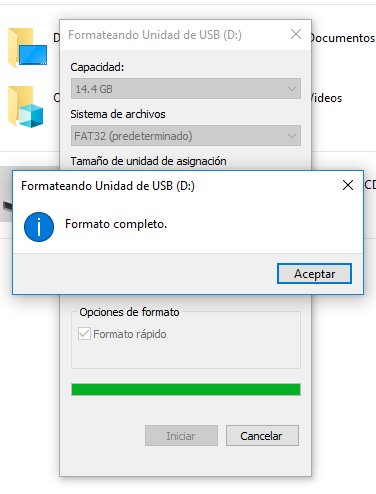 Formateando Unidad de USB (D:)
D
Documentos
Capacidad:
14.4 GB
Videos
Sistema de archivos
FAT32 (predeterminado)
Tamaño de unidad de asignación
Formateando Unidad de USB (D:)
CD
Formato completo.
Aceptar
Opciones de formato
Formato rápido
Iniciar
Cancelar